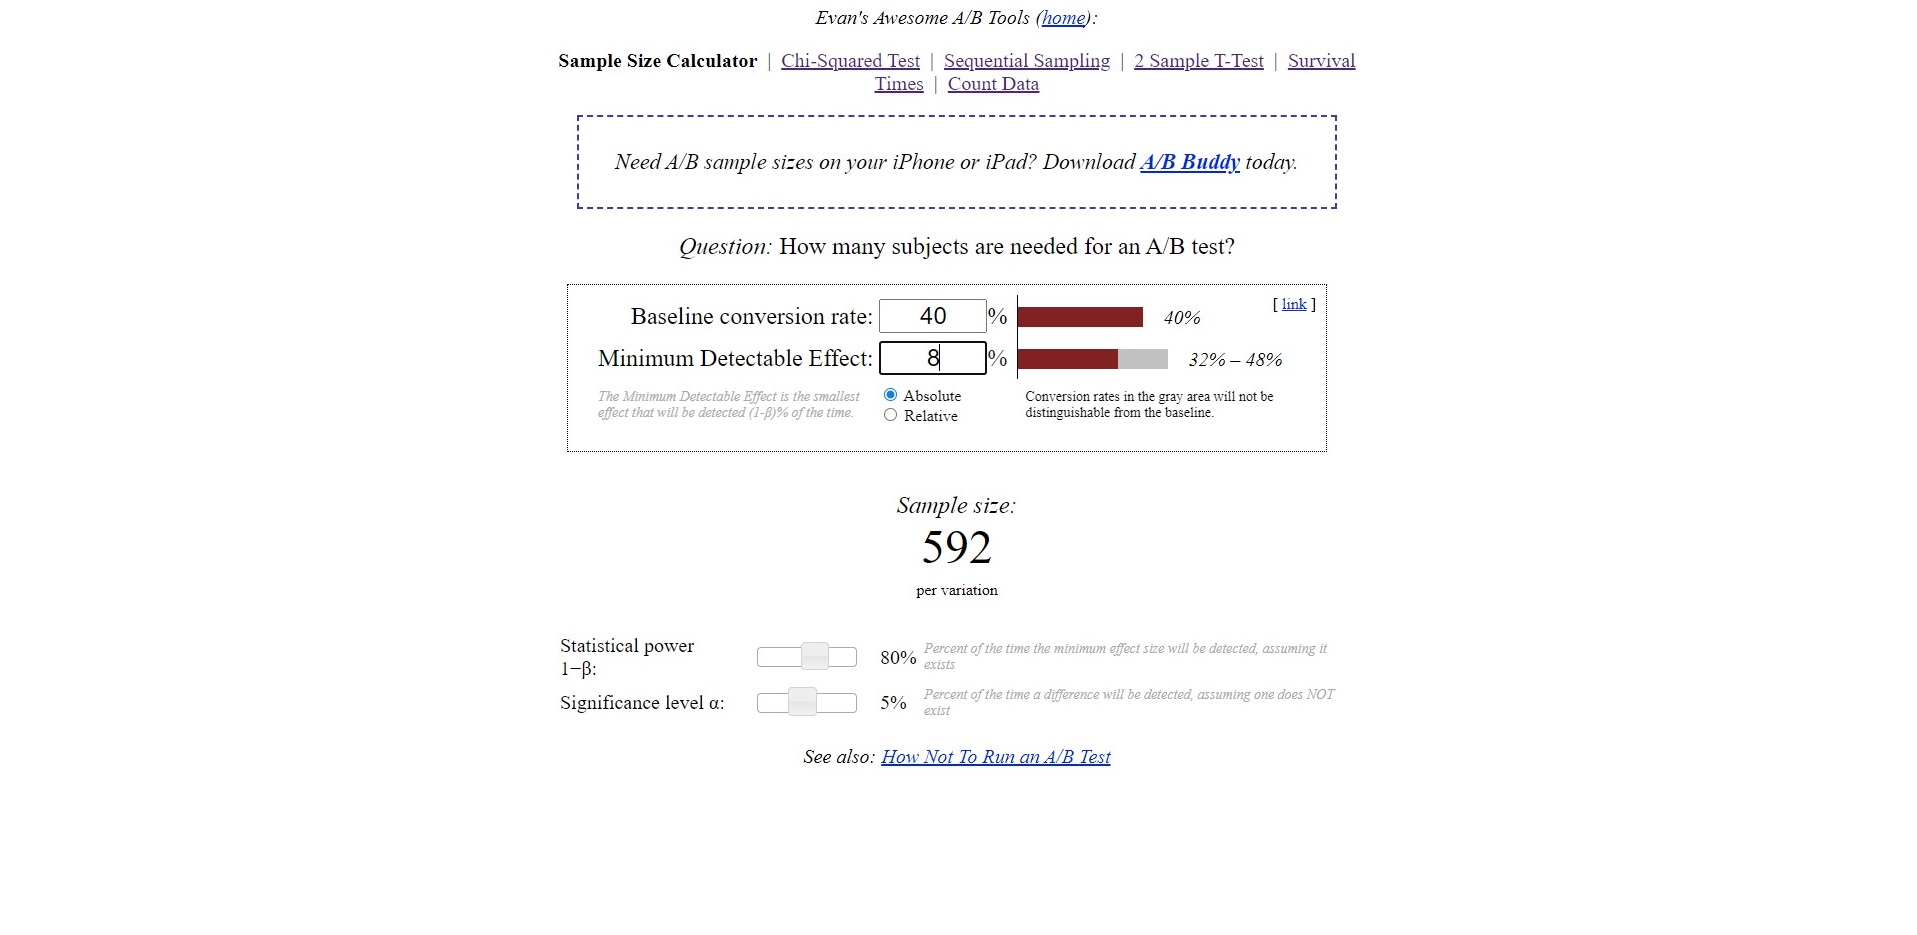 Evan's Awesome A/B Tools (home):
Sample Size Calculator | Chi-Squared Test | Sequential Sampling | 2 Sample T-Test | Survival
Times | Count Data
Need A/B sample sizes on your iPhone or iPad? Download A/B Buddy today.
Question: How many subjects are needed for an A/B test?
[ link ]
Baseline conversion rate: 40 % 40%
Minimum Detectable Effect: 8 % 32% – 48%
The Minimum Detectable Effect is the smallest
effect that will be detected (1-β)% of the time.
Absolute
Relative
Conversion rates in the gray area will not be
distinguishable from the baseline.
Sample size:
592
per variation
Statistical power
1−β:
80%
Percent of the time the minimum effect size will be detected, assuming it
exists
Significance level α:
5%
Percent of the time a difference will be detected, assuming one does NOT
exist
See also: How Not To Run an A/B Test